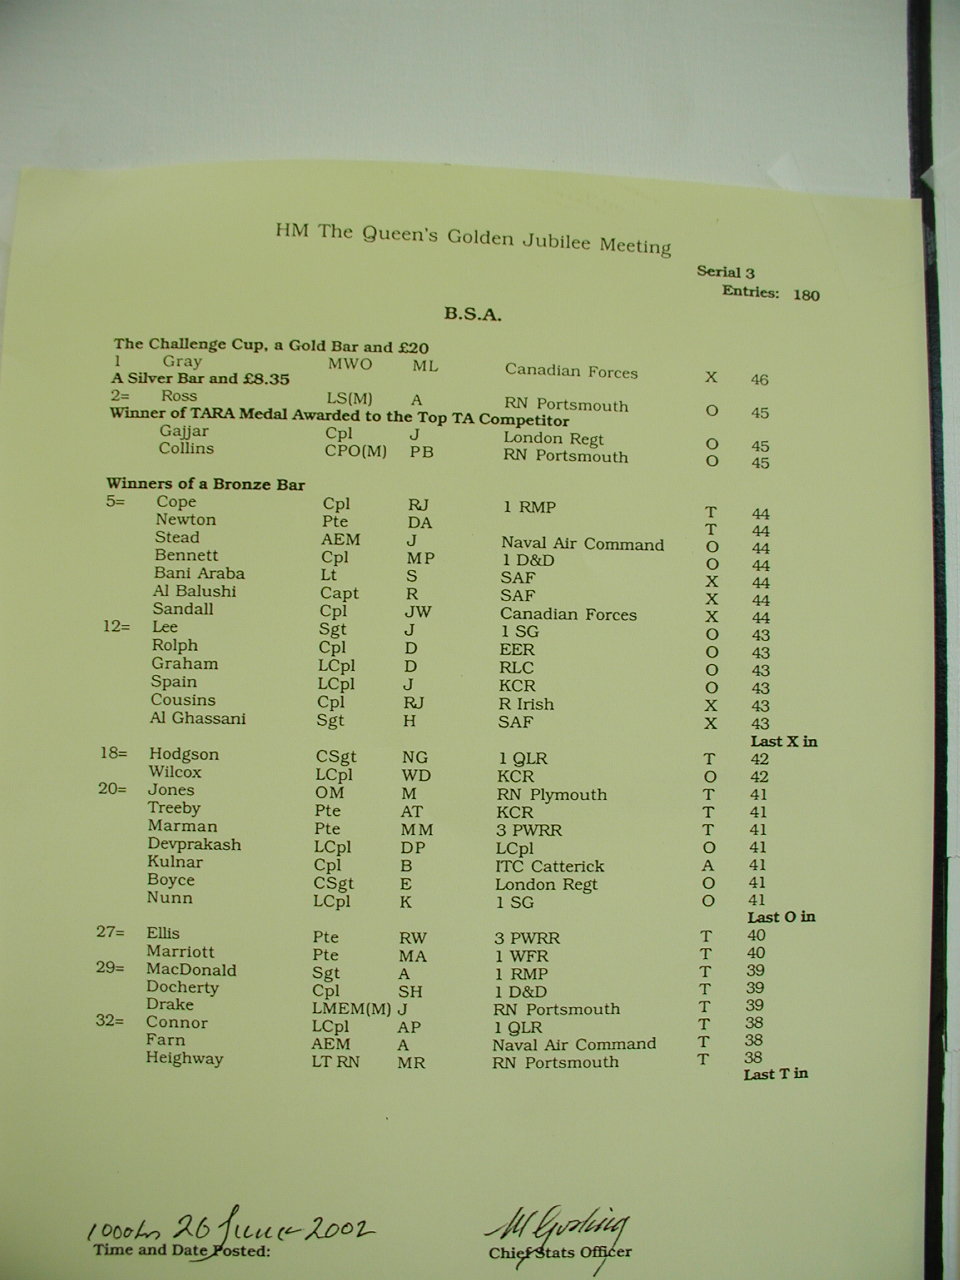 HM The Queen's Golden Jubilee Meeting
Serial 3
Entries: 180
B.S.A.
The Challenge Cup, a Gold Bar and £20
1 Gray MWO ML Canadian Forces X 46
A Silver Bar and £8.35
2= Ross LS(M) A RN Portsmouth O 45
Winner of TARA Medal Awarded to the Top TA Competitor
Gajjar Cpl J London Regt O 45
Collins CPO(M) PB RN Portsmouth O 45
Winners of a Bronze Bar
5= Cope Cpl RJ 1 RMP T 44
Newton Pte DA T 44
Stead AEM J Naval Air Command O 44
Bennett Cpl MP 1 D&D O 44
Bani Araba Lt S SAF X 44
Al Balushi Capt R SAF X 44
Sandall Cpl JW Canadian Forces X 44
12= Lee Sgt J 1 SG O 43
Rolph Cpl D EER O 43
Graham LCpl D RLC O 43
Spain LCpl J KCR O 43
Cousins Cpl RJ R Irish X 43
Al Ghassani Sgt H SAF X 43
Last X in
18= Hodgson CSgt NG 1 QLR T 42
Wilcox LCpl WD KCR O 42
20= Jones OM M RN Plymouth T 41
Treeby Pte AT KCR T 41
Marman Pte MM 3 PWRR T 41
Devprakash LCpl DP LCpl O 41
Kulnar Cpl B ITC Catterick A 41
Boyce CSgt E London Regt O 41
Nunn LCpl K 1 SG O 41
Last O in
27= Ellis Pte RW 3 PWRR T 40
Marriott Pte MA 1 WFR T 40
29= MacDonald Sgt A 1 RMP T 39
Docherty Cpl SH 1 D&D T 39
Drake LMEM(M) J RN Portsmouth T 39
32= Connor LCpl AP 1 QLR T 38
Farn AEM A Naval Air Command T 38
Heighway LT RN MR RN Portsmouth T 38
Last T in
1000h 26 June 2002 M Gosling
Time and Date Posted: Chief Stats Officer